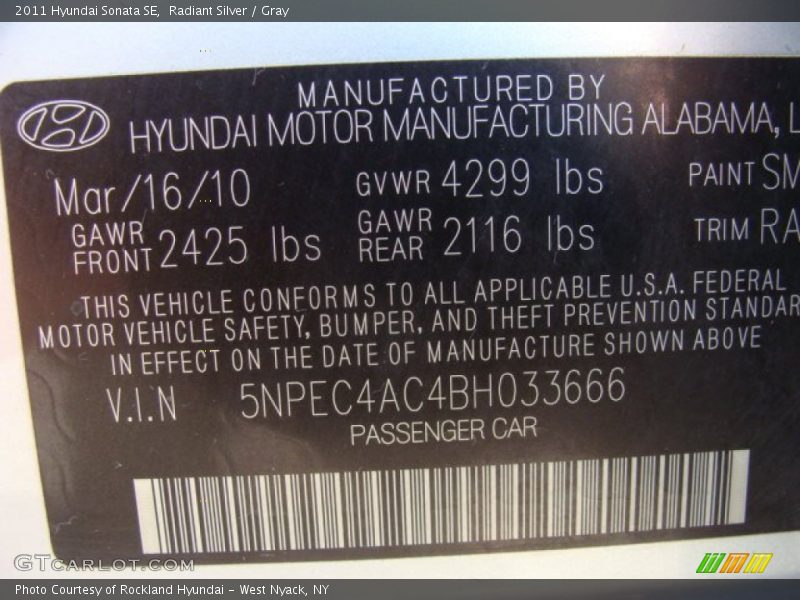 2011 Hyundai Sonata SE, Radiant Silver / Gray
MANUFACTURED BY
HYUNDAI MOTOR MANUFACTURING ALABAMA, L
Mar/16/10 GVWR 4299 lbs PAINT SM
GAWR FRONT 2425 lbs GAWR REAR 2116 lbs TRIM RA
THIS VEHICLE CONFORMS TO ALL APPLICABLE U.S.A. FEDERAL
MOTOR VEHICLE SAFETY, BUMPER, AND THEFT PREVENTION STANDAR
IN EFFECT ON THE DATE OF MANUFACTURE SHOWN ABOVE
V.I.N 5NPEC4AC4BH033666
PASSENGER CAR
GTcarlot.com
Photo Courtesy of Rockland Hyundai - West Nyack, NY